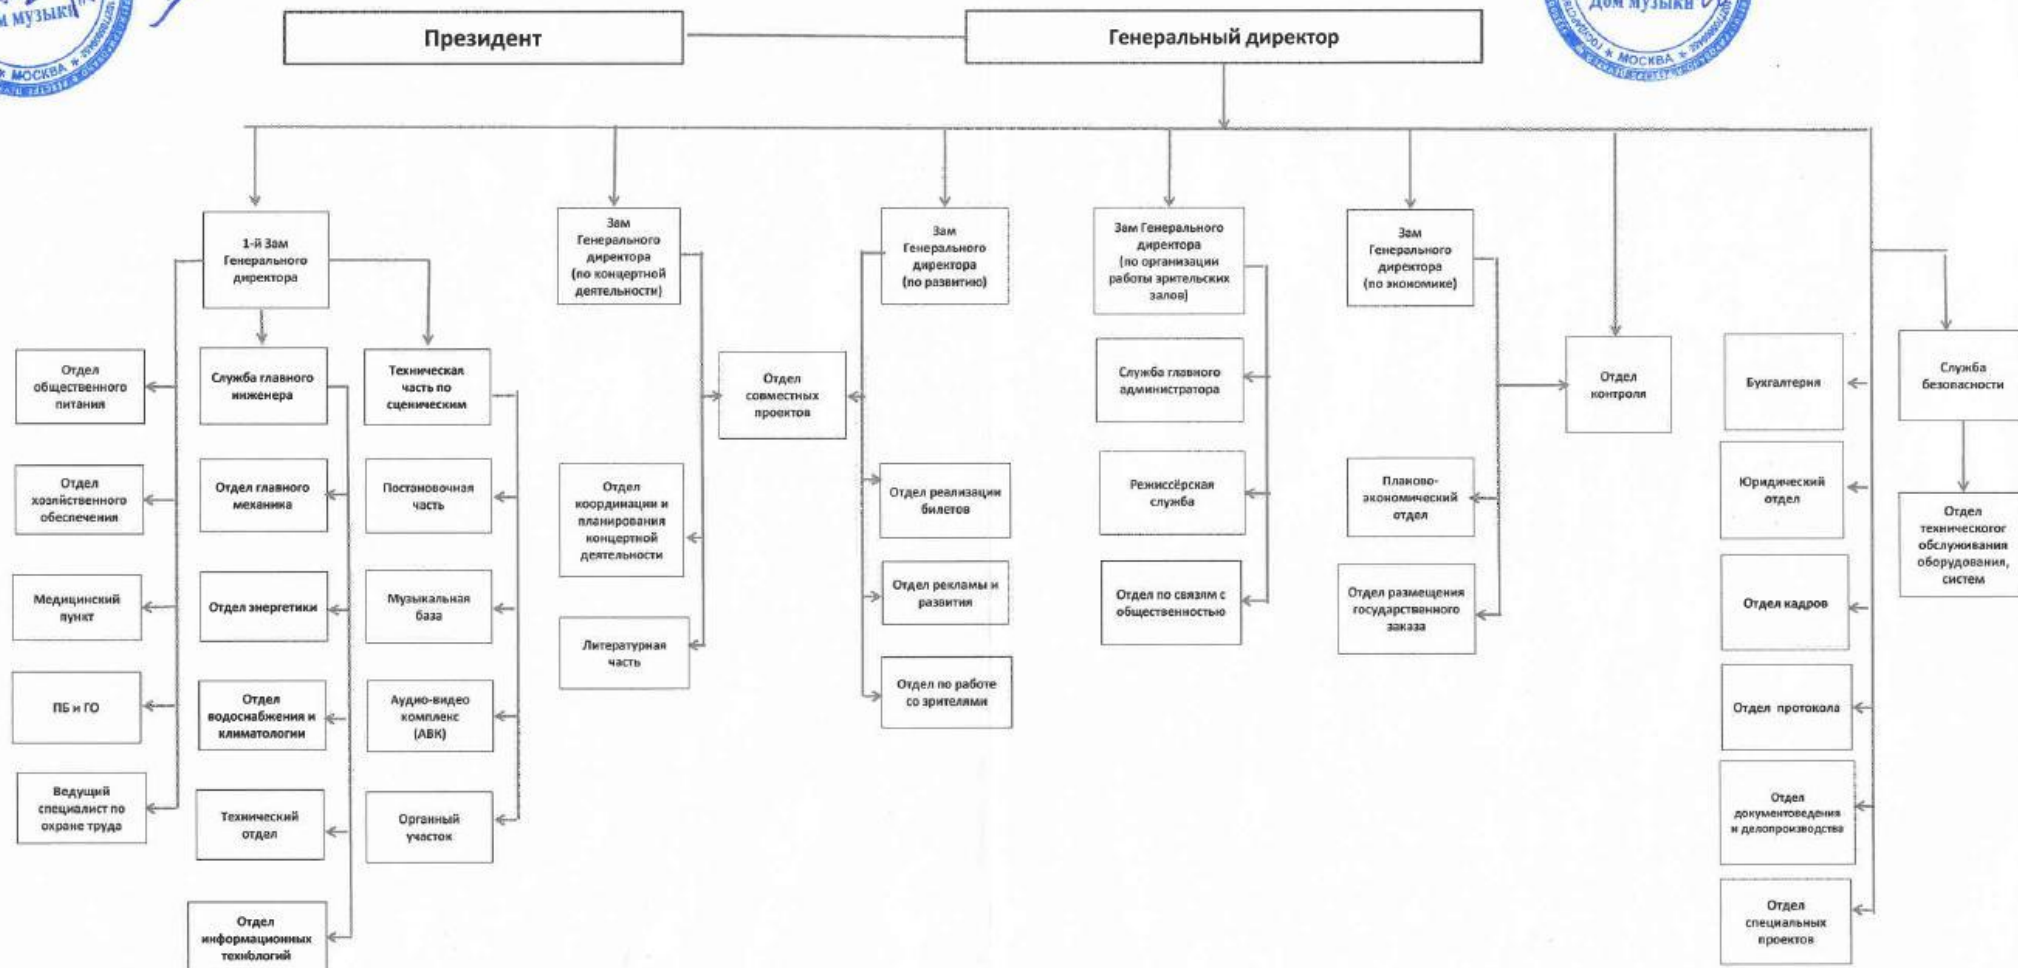 Дом музыки
* МОСКВА *
Президент
Генеральный директор
Дом музыки
* МОСКВА *
1-й Зам
Генерального
директора
Зам
Генерального
директора
(по концертной
деятельности)
Зам
Генерального
директора
(по развитию)
Зам Генерального
директора
(по организации
работы зрительских
залов)
Зам
Генерального
директора
(по экономике)
Отдел
общественного
питания
Служба главного
инженера
Техническая
часть по
сценическим
Отдел
совместных
проектов
Служба главного
администратора
Отдел
контроля
Бухгалтерия
Служба
безопасности
Отдел
хозяйственного
обеспечения
Отдел главного
механика
Постановочная
часть
Отдел
координации и
планирования
концертной
деятельности
Отдел реализации
билетов
Режиссёрская
служба
Планово-
экономический
отдел
Юридический
отдел
Отдел
техническогог
обслуживания
оборудования,
систем
Медицинский
пункт
Отдел энергетики
Музыкальная
база
Литературная
часть
Отдел рекламы и
развития
Отдел по связям с
общественностью
Отдел размещения
государственного
заказа
Отдел кадров
ПБ и ГО
Отдел
водоснабжения и
климатологии
Аудио-видео
комплекс
(АВК)
Отдел по работе
со зрителями
Отдел протокола
Ведущий
специалист по
охране труда
Технический
отдел
Органный
участок
Отдел
документоведения
и делопроизводства
Отдел
информационных
технологий
Отдел
специальных
проектов